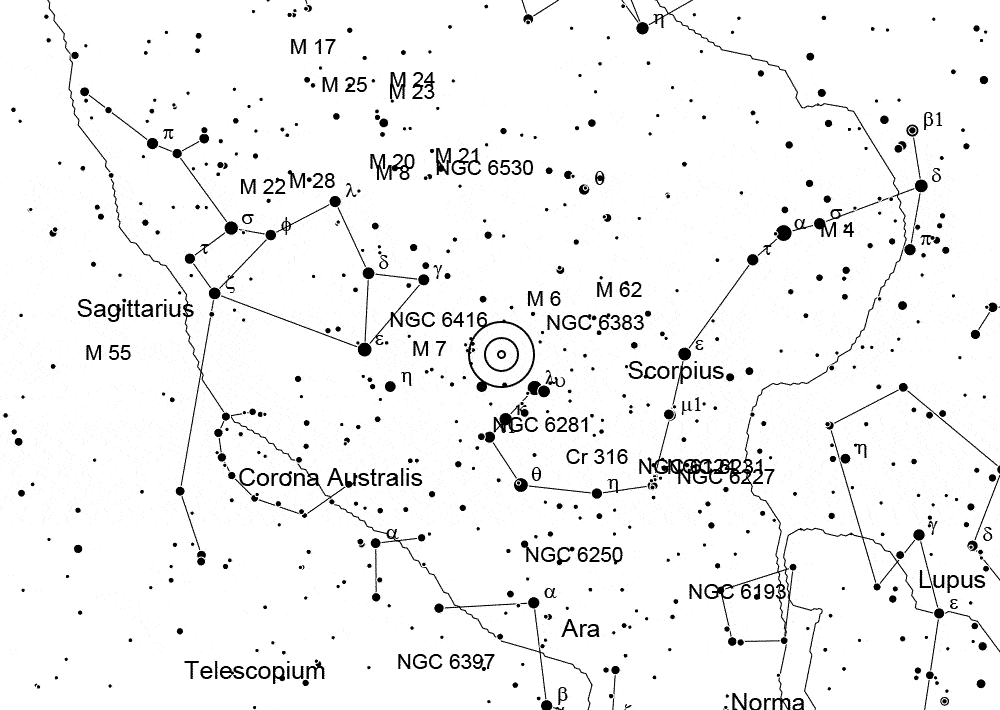 η
M 17
M 25
M 24
M 23
π
β1
M 21
M 20
NGC 6530
M 8
M 28
M 22
λ
θ
δ
σ
ϕ
α
σ
M 4
τ
π
τ
δ
γ
ζ
Sagittarius
M 6
M 62
NGC 6416
NGC 6383
ε
M 7
M 55
ε
Scorpius
η
λ
υ
κ
μ1
NGC 6281
Cr 316
NGC 6231
NGC 6227
η
Corona Australis
θ
η
α
γ
δ
NGC 6250
Lupus
NGC 6193
α
ε
Ara
NGC 6397
Telescopium
β
Norma